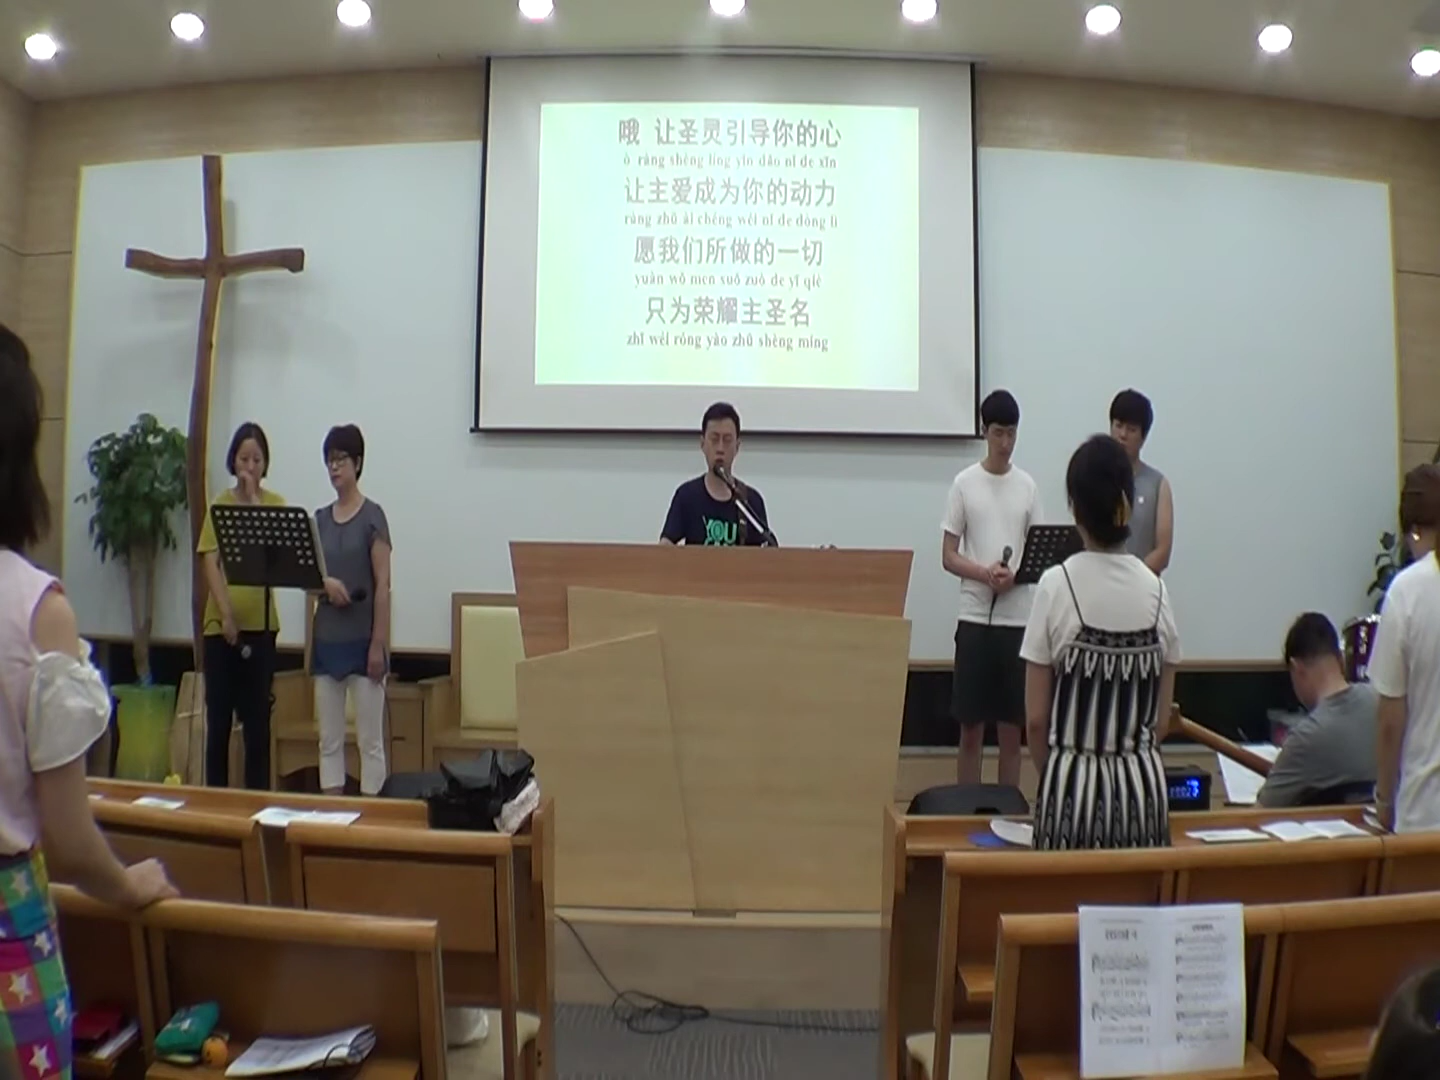 哦 让圣灵引导你的心
ò ràng shèng líng yǐn dǎo nǐ de xīn
让主爱成为你的动力
ràng zhǔ ài chéng wéi nǐ de dòng lì
愿我们所做的一切
yuàn wǒ men suǒ zuò de yī qiè
只为荣耀主圣名
zhǐ wèi róng yào zhǔ shèng míng
YOU